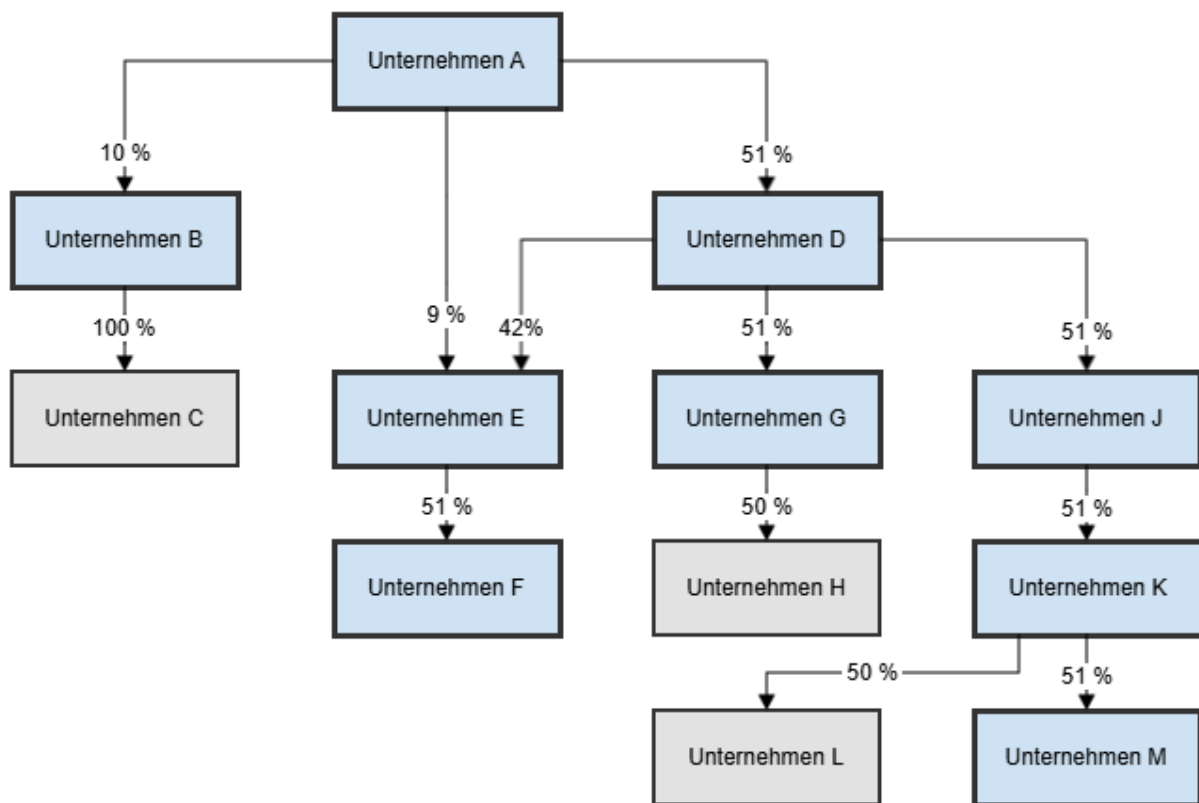 Unternehmen A
10 %
51 %
Unternehmen B
Unternehmen D
100 %
9 %
42%
51 %
51 %
Unternehmen C
Unternehmen E
Unternehmen G
Unternehmen J
51 %
50 %
51 %
Unternehmen F
Unternehmen H
Unternehmen K
50 %
51 %
Unternehmen L
Unternehmen M